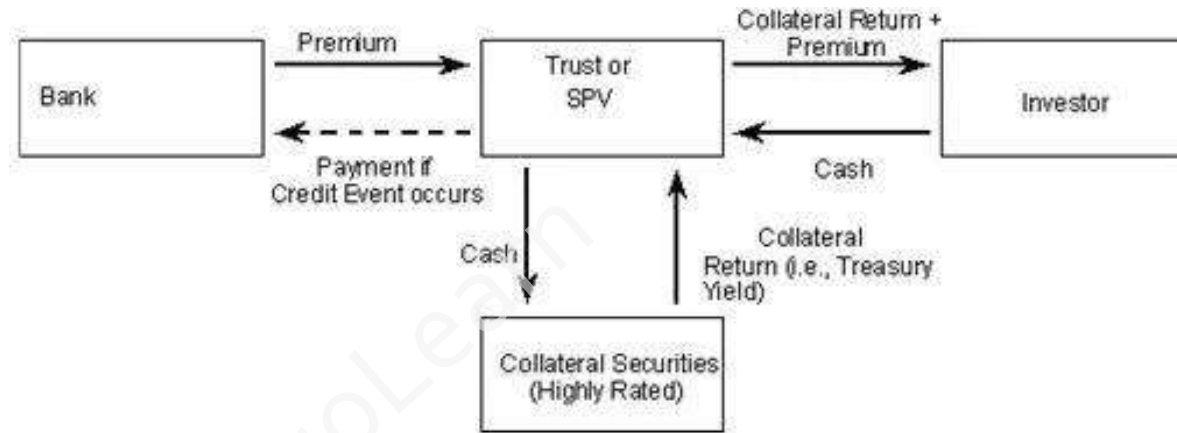 Collateral Return +
Premium
Premium
Bank
Trust or
SPV
Investor
Payment if
Credit Event occurs
Cash
Cash
Collateral
Return (i.e., Treasury
Yield)
Collateral Securities
(Highly Rated)